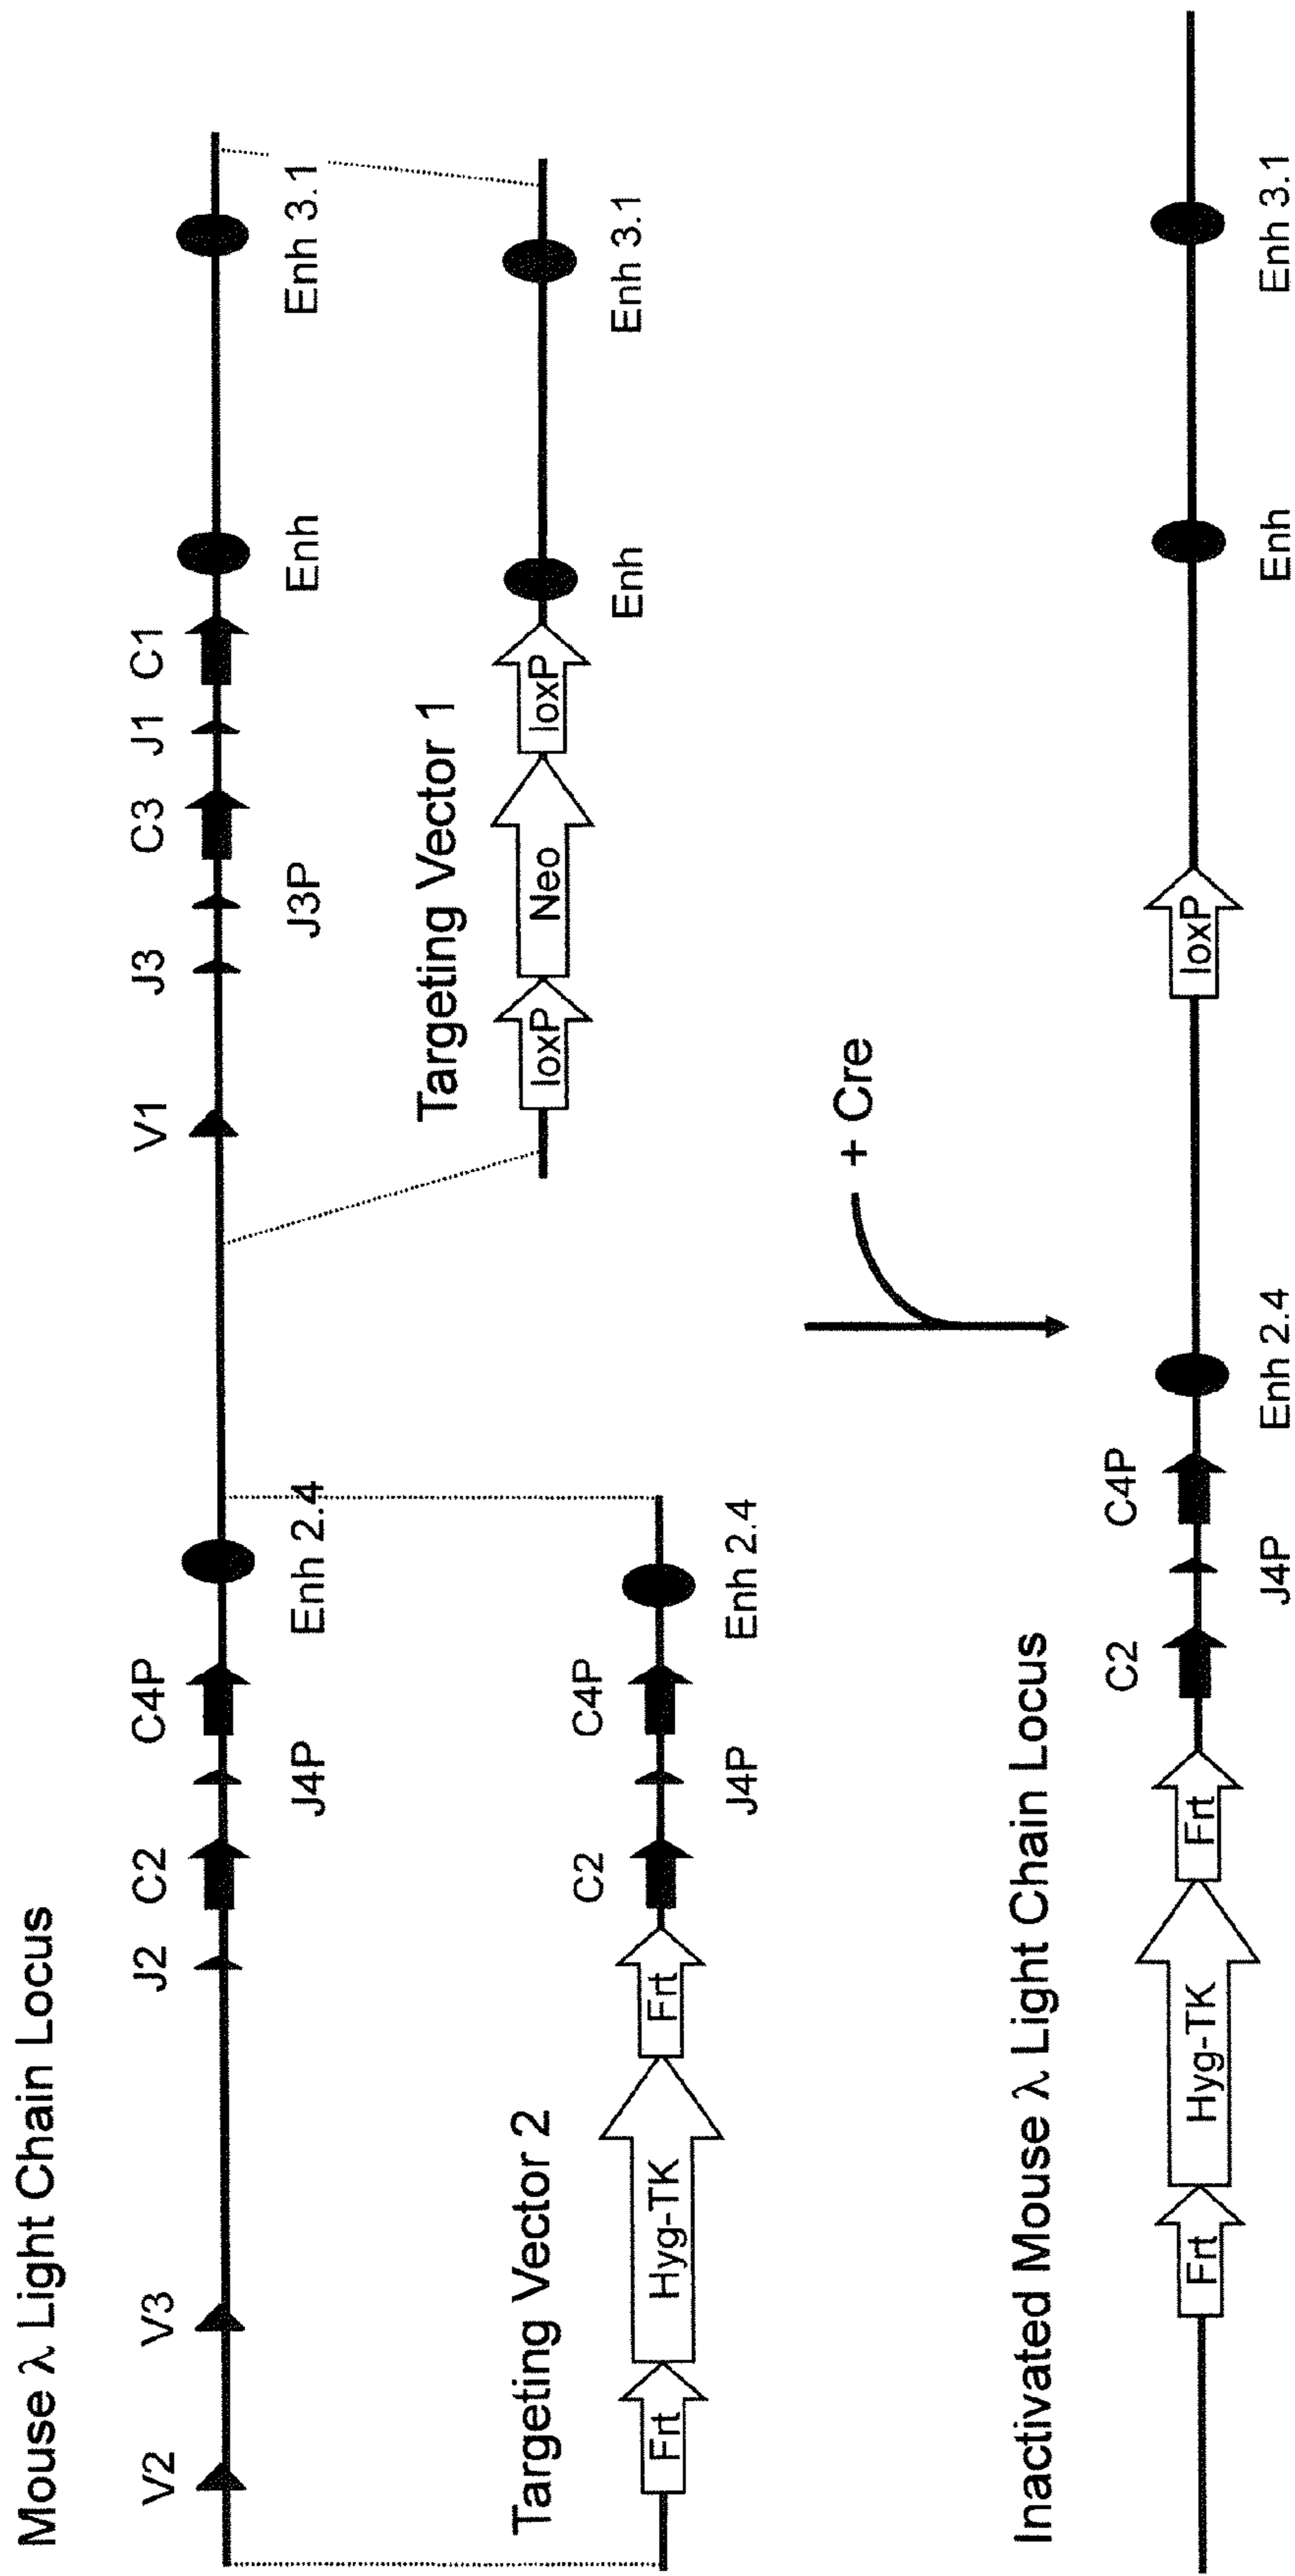 Mouse λ Light Chain Locus
V2 V3 J2 C2 C4P V1 J3 C3 J1 C1
J4P Enh 2.4 J3P Enh Enh 3.1
Targeting Vector 1
loxP Neo loxP
Enh Enh 3.1
Targeting Vector 2
C2 C4P
Frt Hyg-TK Frt
J4P Enh 2.4
+ Cre
Inactivated Mouse λ Light Chain Locus
C2 C4P
Frt Hyg-TK Frt loxP
J4P Enh 2.4 Enh Enh 3.1